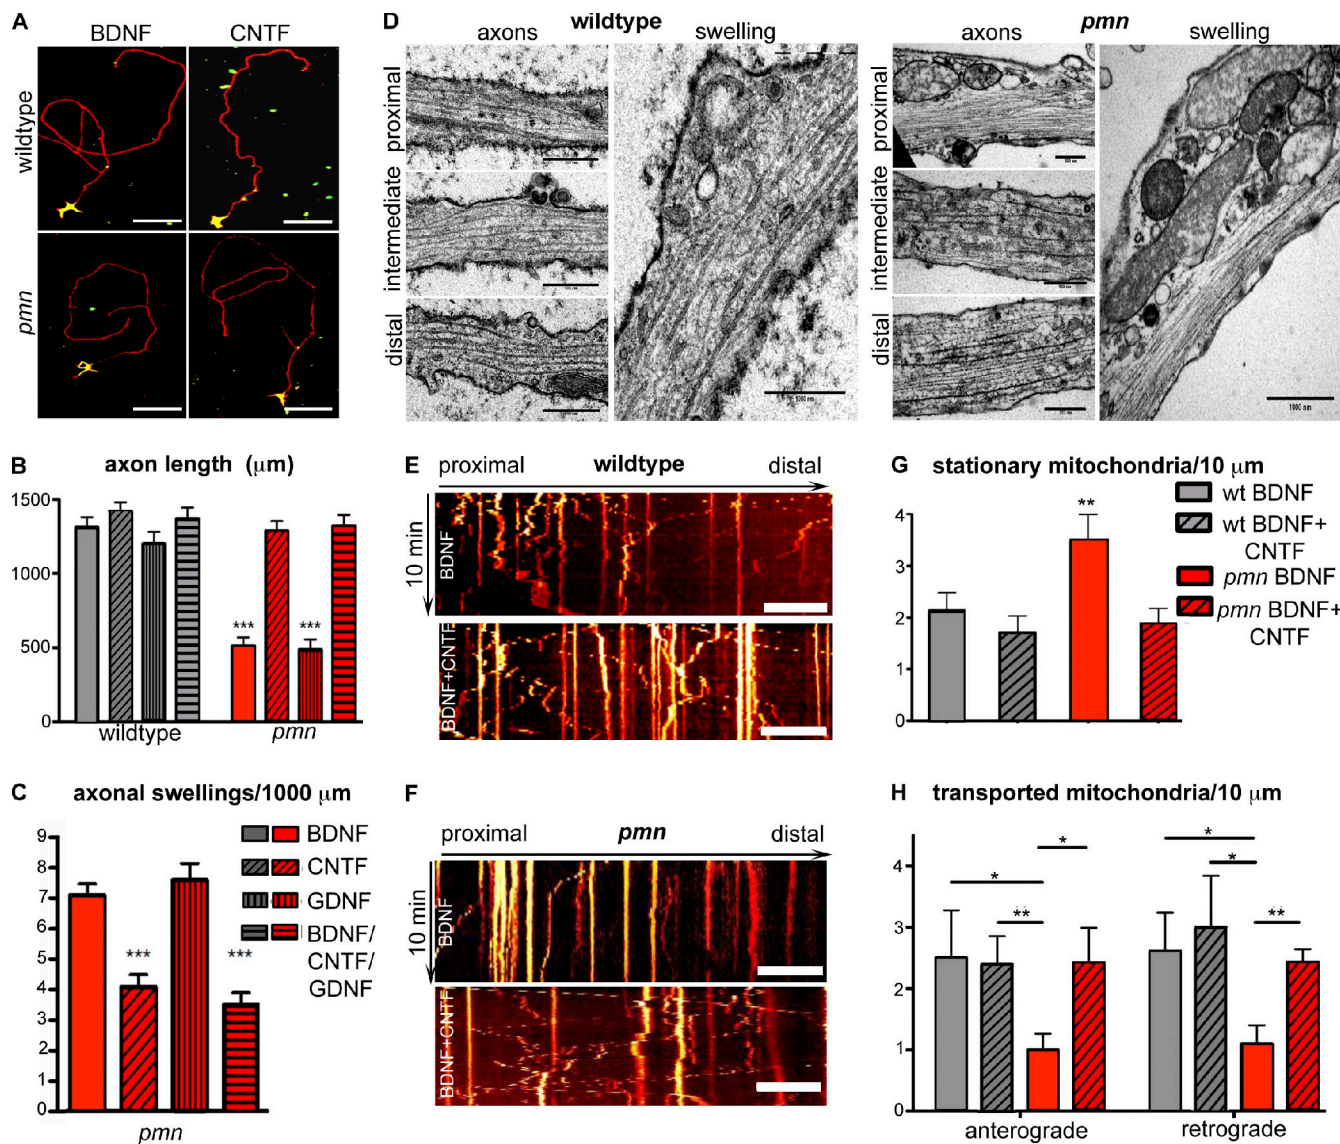 A
BDNF
CNTF
wildtype
pmn
B
axon length (μm)
1500
1000
500
0
***
***
wildtype
pmn
C
axonal swellings/1000 μm
9
8
7
6
5
4
3
2
1
0
***
***
pmn
BDNF
CNTF
GDNF
BDNF/
CNTF/
GDNF
D
wildtype
axons
swelling
proximal
intermediate
distal
1000 nm
pmn
axons
swelling
proximal
intermediate
distal
1000 nm
E
proximal
wildtype
distal
10 min
BDNF
BDNF+CNTF
F
proximal
pmn
distal
10 min
BDNF
BDNF+CNTF
G
stationary mitochondria/10 μm
4
3
2
1
0
**
wt BDNF
wt BDNF+
CNTF
pmn BDNF
pmn BDNF+
CNTF
H
transported mitochondria/10 μm
4
3
2
1
0
*
*
**
*
*
**
anterograde
retrograde